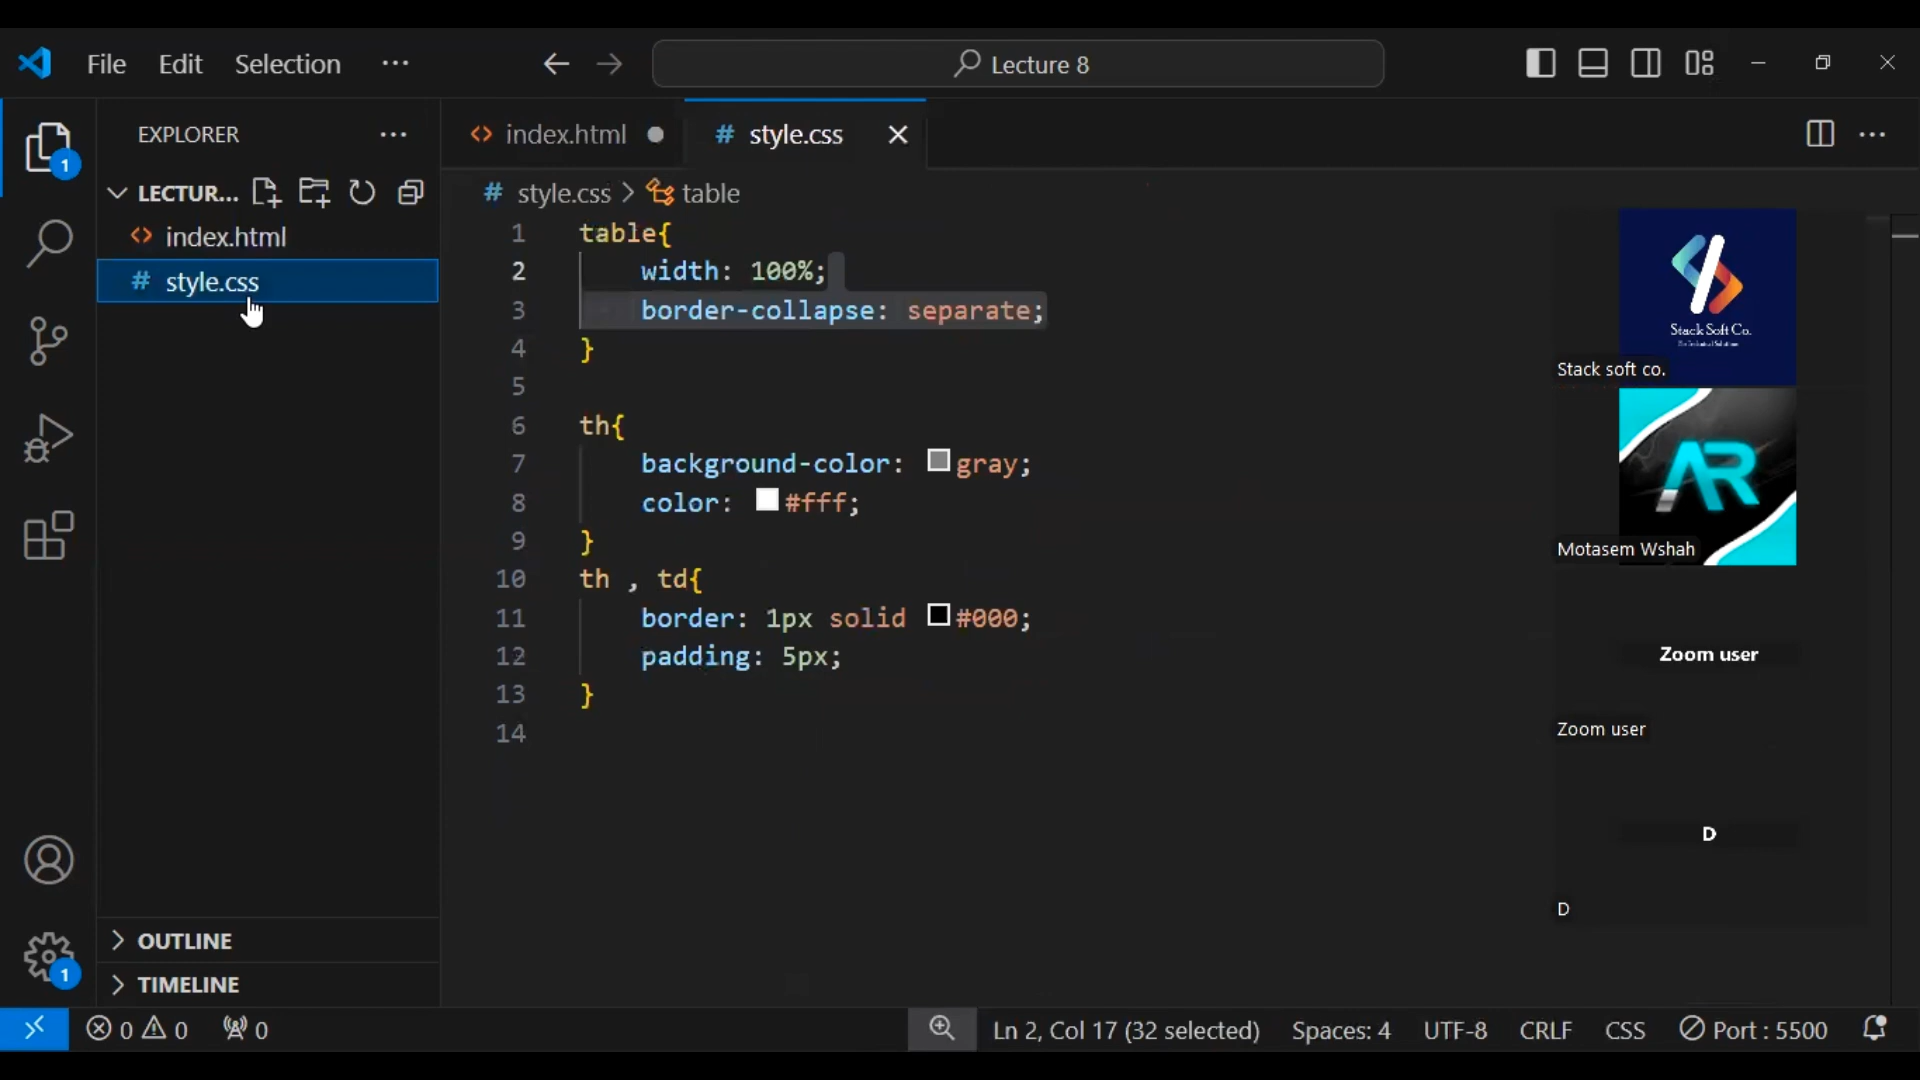 File Edit Selection ··· Lecture 8
EXPLORER ···
LECTUR...
index.html
style.css
1
index.html
style.css
style.css > table
1 table{
2 width: 100%;
3 border-collapse: separate;
4 }
5
6 th{
7 background-color: gray;
8 color: #fff;
9 }
10 th , td{
11 border: 1px solid #000;
12 padding: 5px;
13 }
14
Stack Soft Co.
Stack soft co.
AR
Motasem Wshah
Zoom user
Zoom user
D
D
OUTLINE
TIMELINE
1
0 0 0 Ln 2, Col 17 (32 selected) Spaces: 4 UTF-8 CRLF CSS Port : 5500